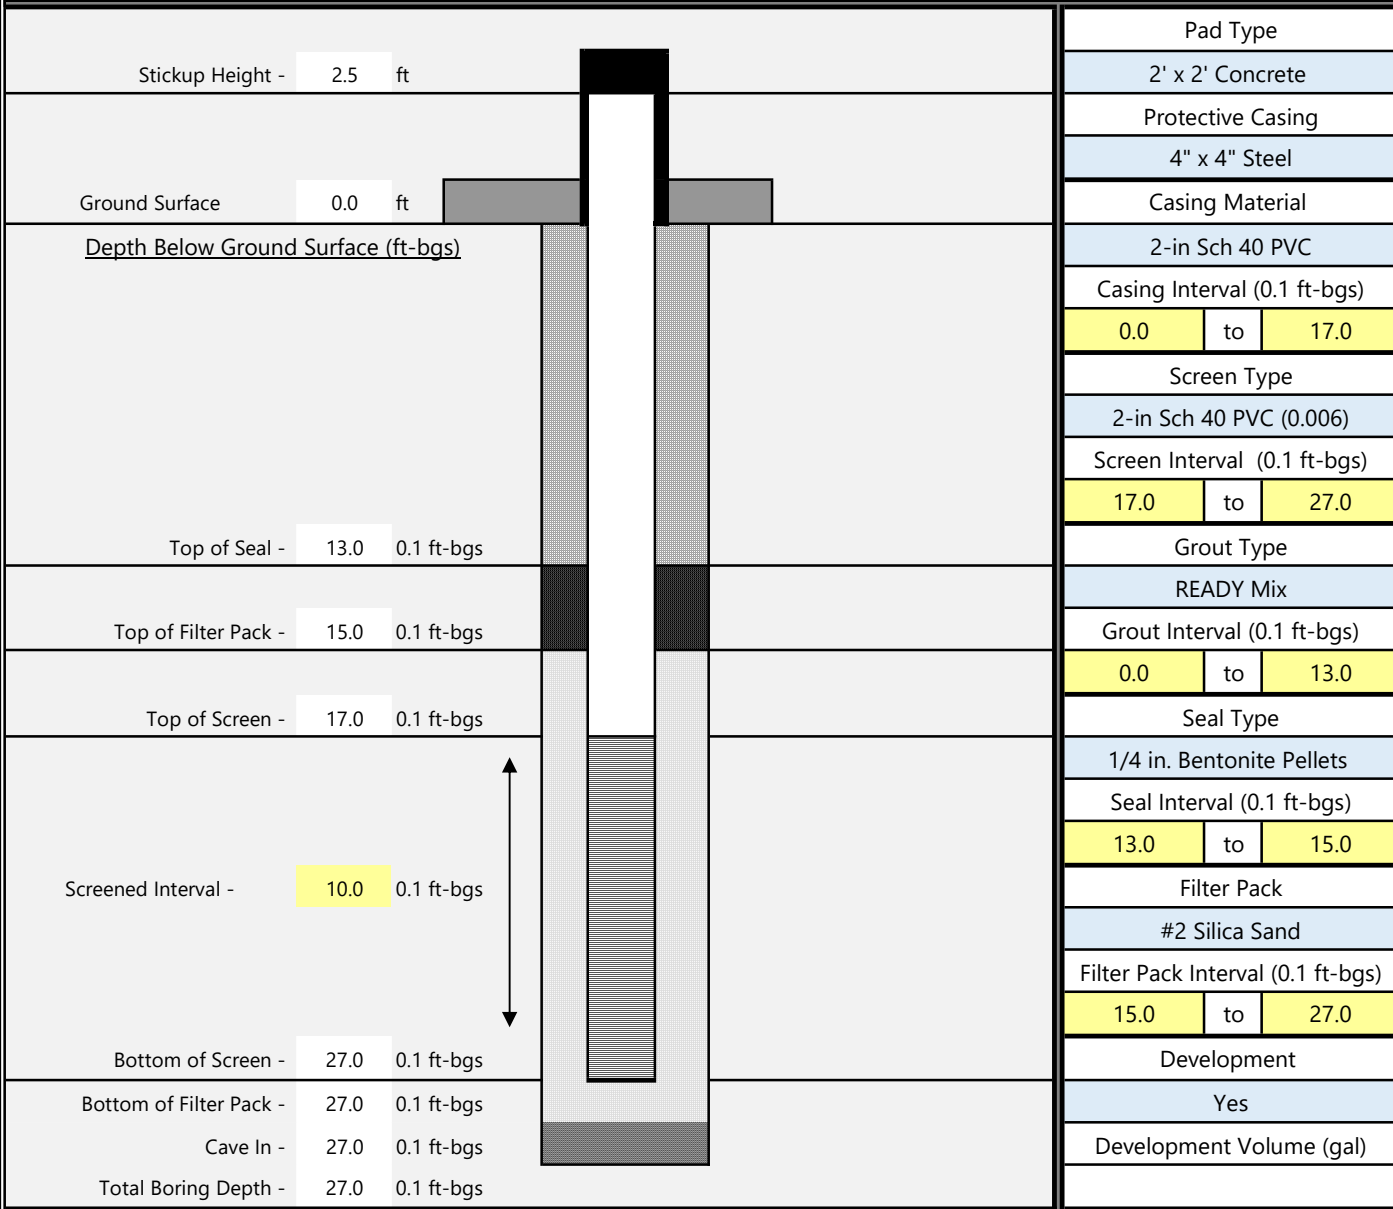 Stickup Height - 2.5 ft
Ground Surface 0.0 ft
Depth Below Ground Surface (ft-bgs)
Top of Seal - 13.0 0.1 ft-bgs
Top of Filter Pack - 15.0 0.1 ft-bgs
Top of Screen - 17.0 0.1 ft-bgs
Screened Interval - 10.0 0.1 ft-bgs
Bottom of Screen - 27.0 0.1 ft-bgs
Bottom of Filter Pack - 27.0 0.1 ft-bgs
Cave In - 27.0 0.1 ft-bgs
Total Boring Depth - 27.0 0.1 ft-bgs
Pad Type
2' x 2' Concrete
Protective Casing
4" x 4" Steel
Casing Material
2-in Sch 40 PVC
Casing Interval (0.1 ft-bgs)
0.0 to 17.0
Screen Type
2-in Sch 40 PVC (0.006)
Screen Interval (0.1 ft-bgs)
17.0 to 27.0
Grout Type
READY Mix
Grout Interval (0.1 ft-bgs)
0.0 to 13.0
Seal Type
1/4 in. Bentonite Pellets
Seal Interval (0.1 ft-bgs)
13.0 to 15.0
Filter Pack
#2 Silica Sand
Filter Pack Interval (0.1 ft-bgs)
15.0 to 27.0
Development
Yes
Development Volume (gal)